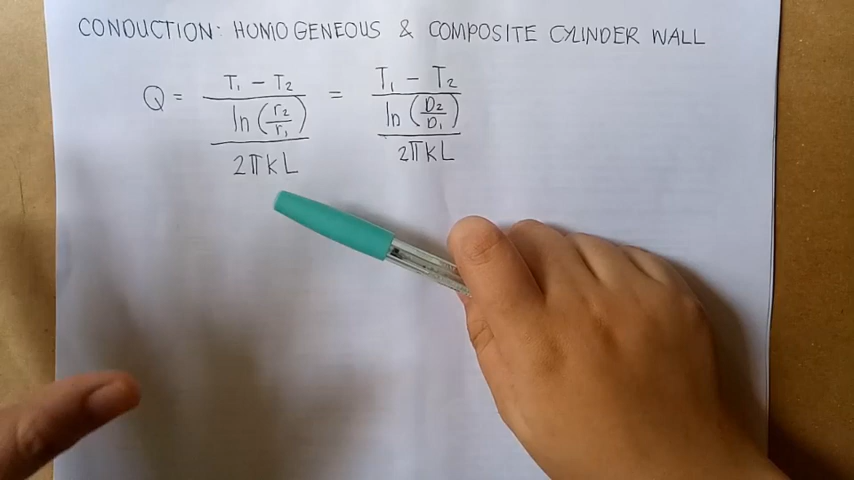 CONDUCTION: HOMOGENEOUS & COMPOSITE CYLINDER WALL
Q = (T₁ - T₂) / (ln(r₂/r₁) / 2πkL) = (T₁ - T₂) / (ln(D₂/D₁) / 2πkL)